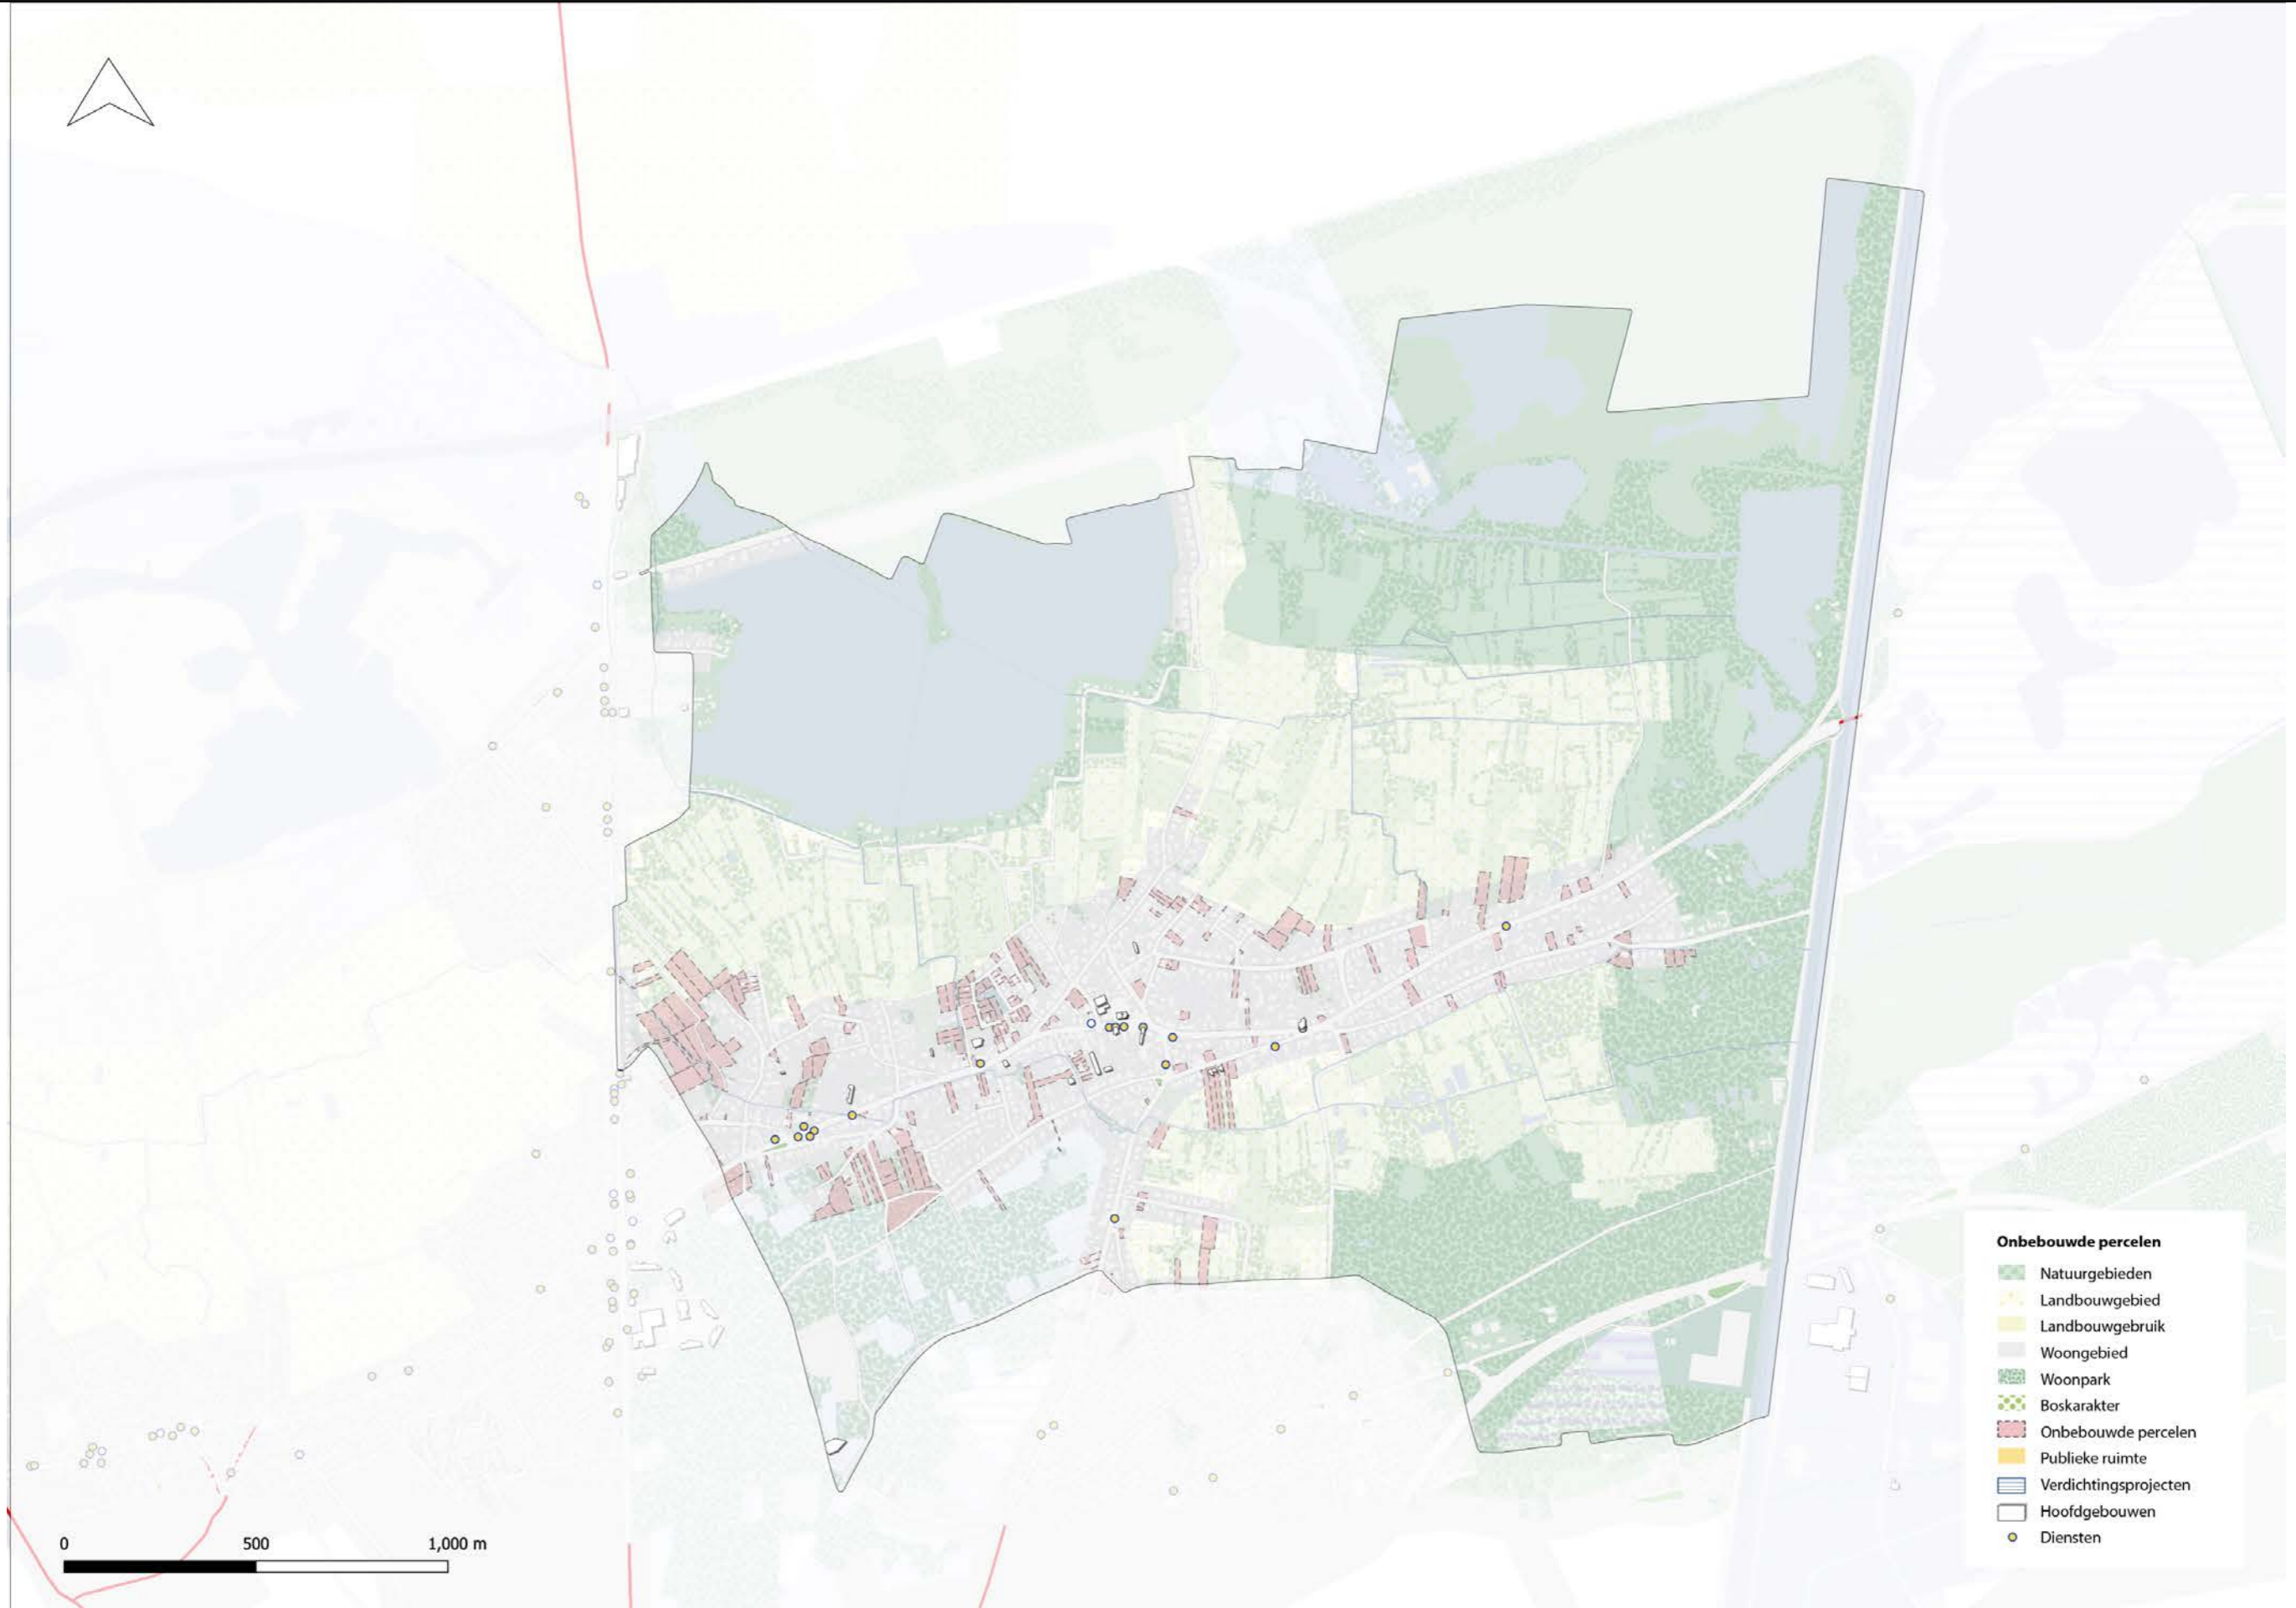 Onbebouwde percelen
Natuurgebieden
Landbouwgebied
Landbouwgebruik
Woongebied
Woonpark
Boskarakter
Onbebouwde percelen
Publieke ruimte
Verdichtingsprojecten
Hoofdgebouwen
Diensten
0 500 1,000 m